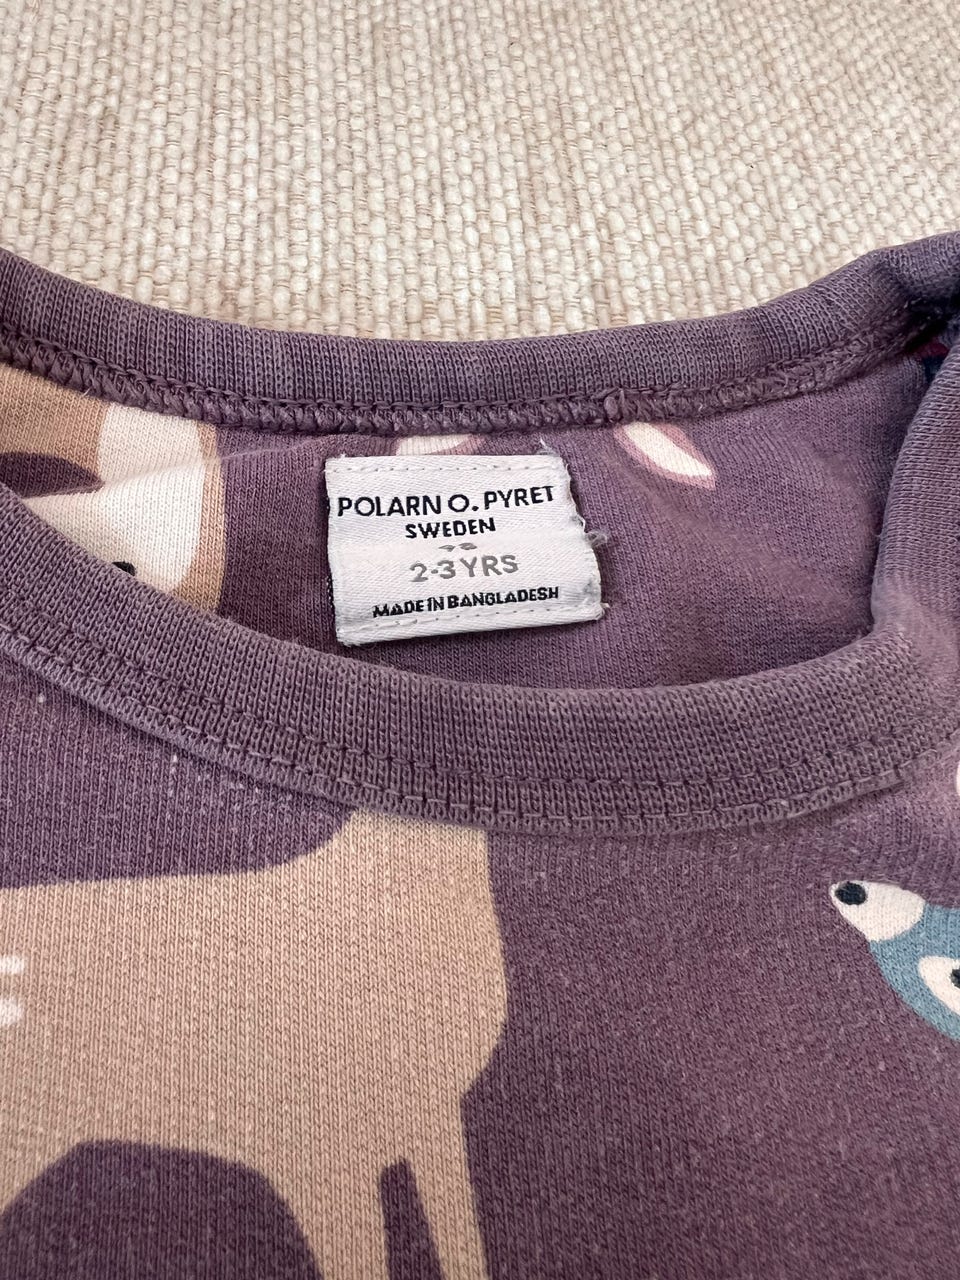 POLARN O. PYRET
SWEDEN
2-3 YRS
MADE IN BANGLADESH